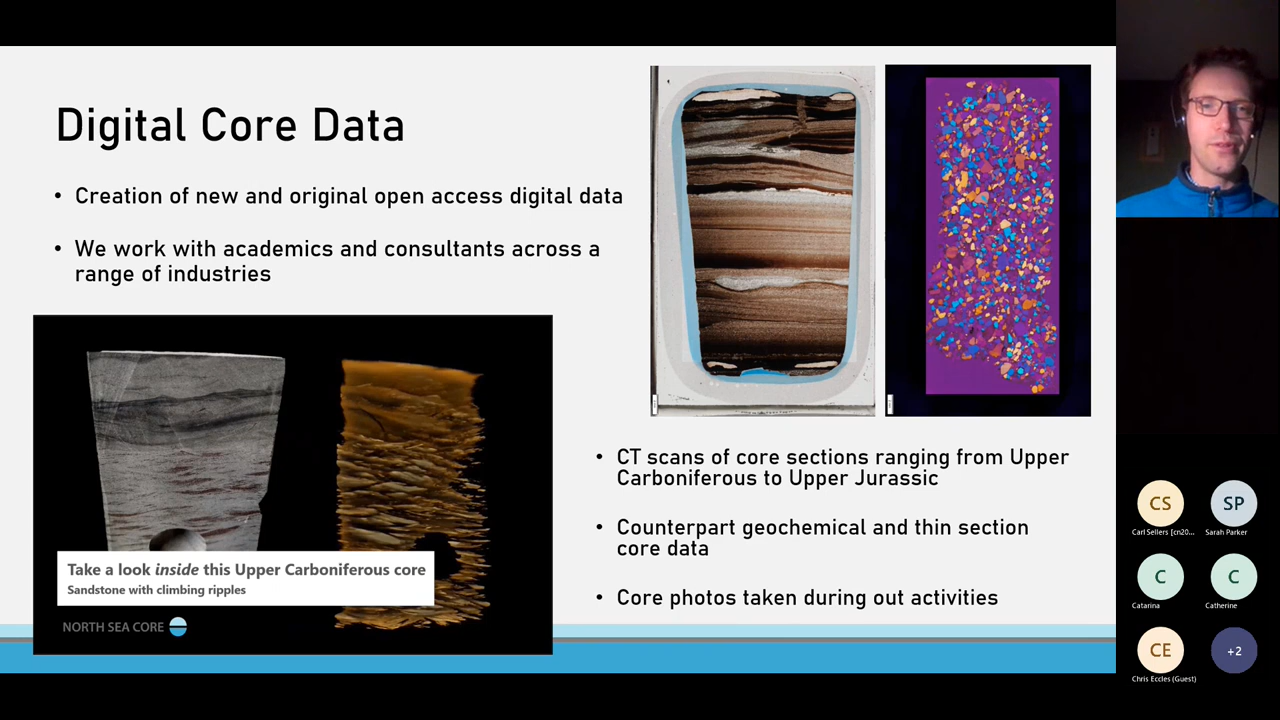 Digital Core Data
• Creation of new and original open access digital data
• We work with academics and consultants across a
range of industries
Take a look inside this Upper Carboniferous core
Sandstone with climbing ripples
NORTH SEA CORE
• CT scans of core sections ranging from Upper
Carboniferous to Upper Jurassic
• Counterpart geochemical and thin section
core data
• Core photos taken during out activities
CS
Carl Sellers [cn20...
SP
Sarah Parker
C
Catarina
C
Catherine
CE
Chris Eccles (Guest)
+2